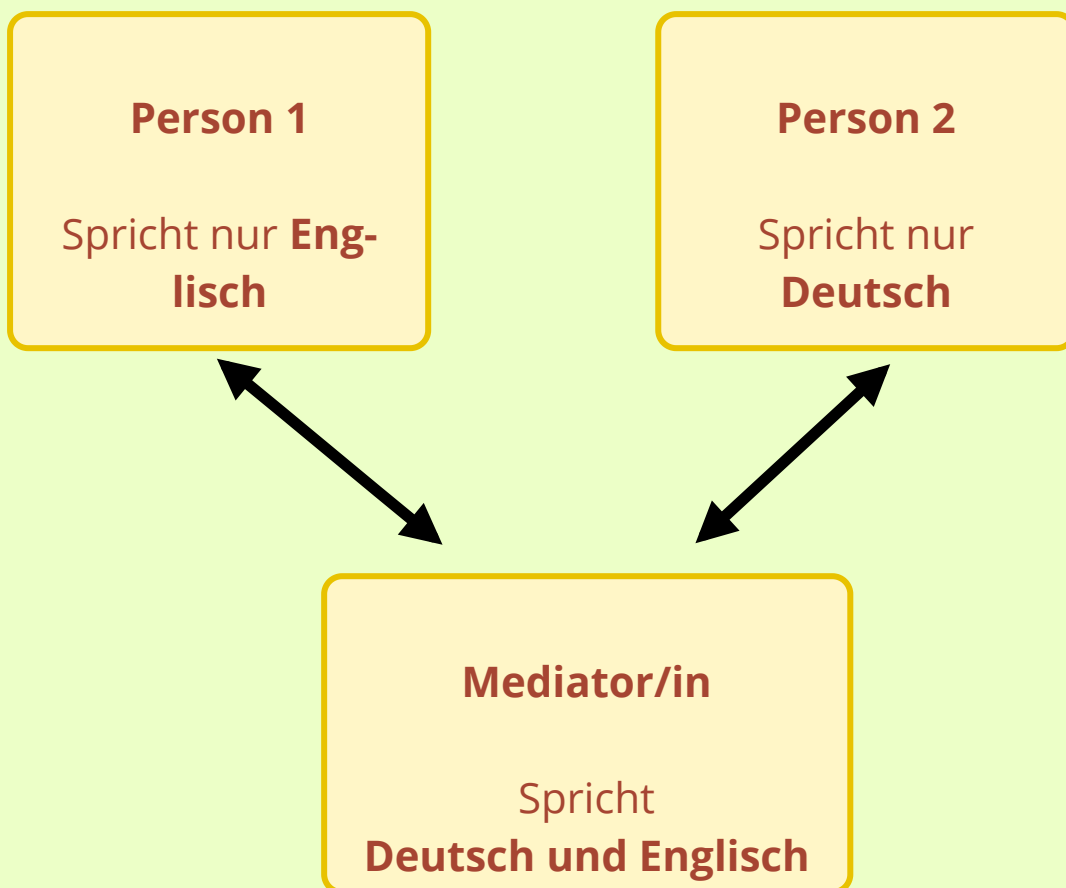 Person 1
Spricht nur Eng-
lisch
Person 2
Spricht nur
Deutsch
Mediator/in
Spricht
Deutsch und Englisch